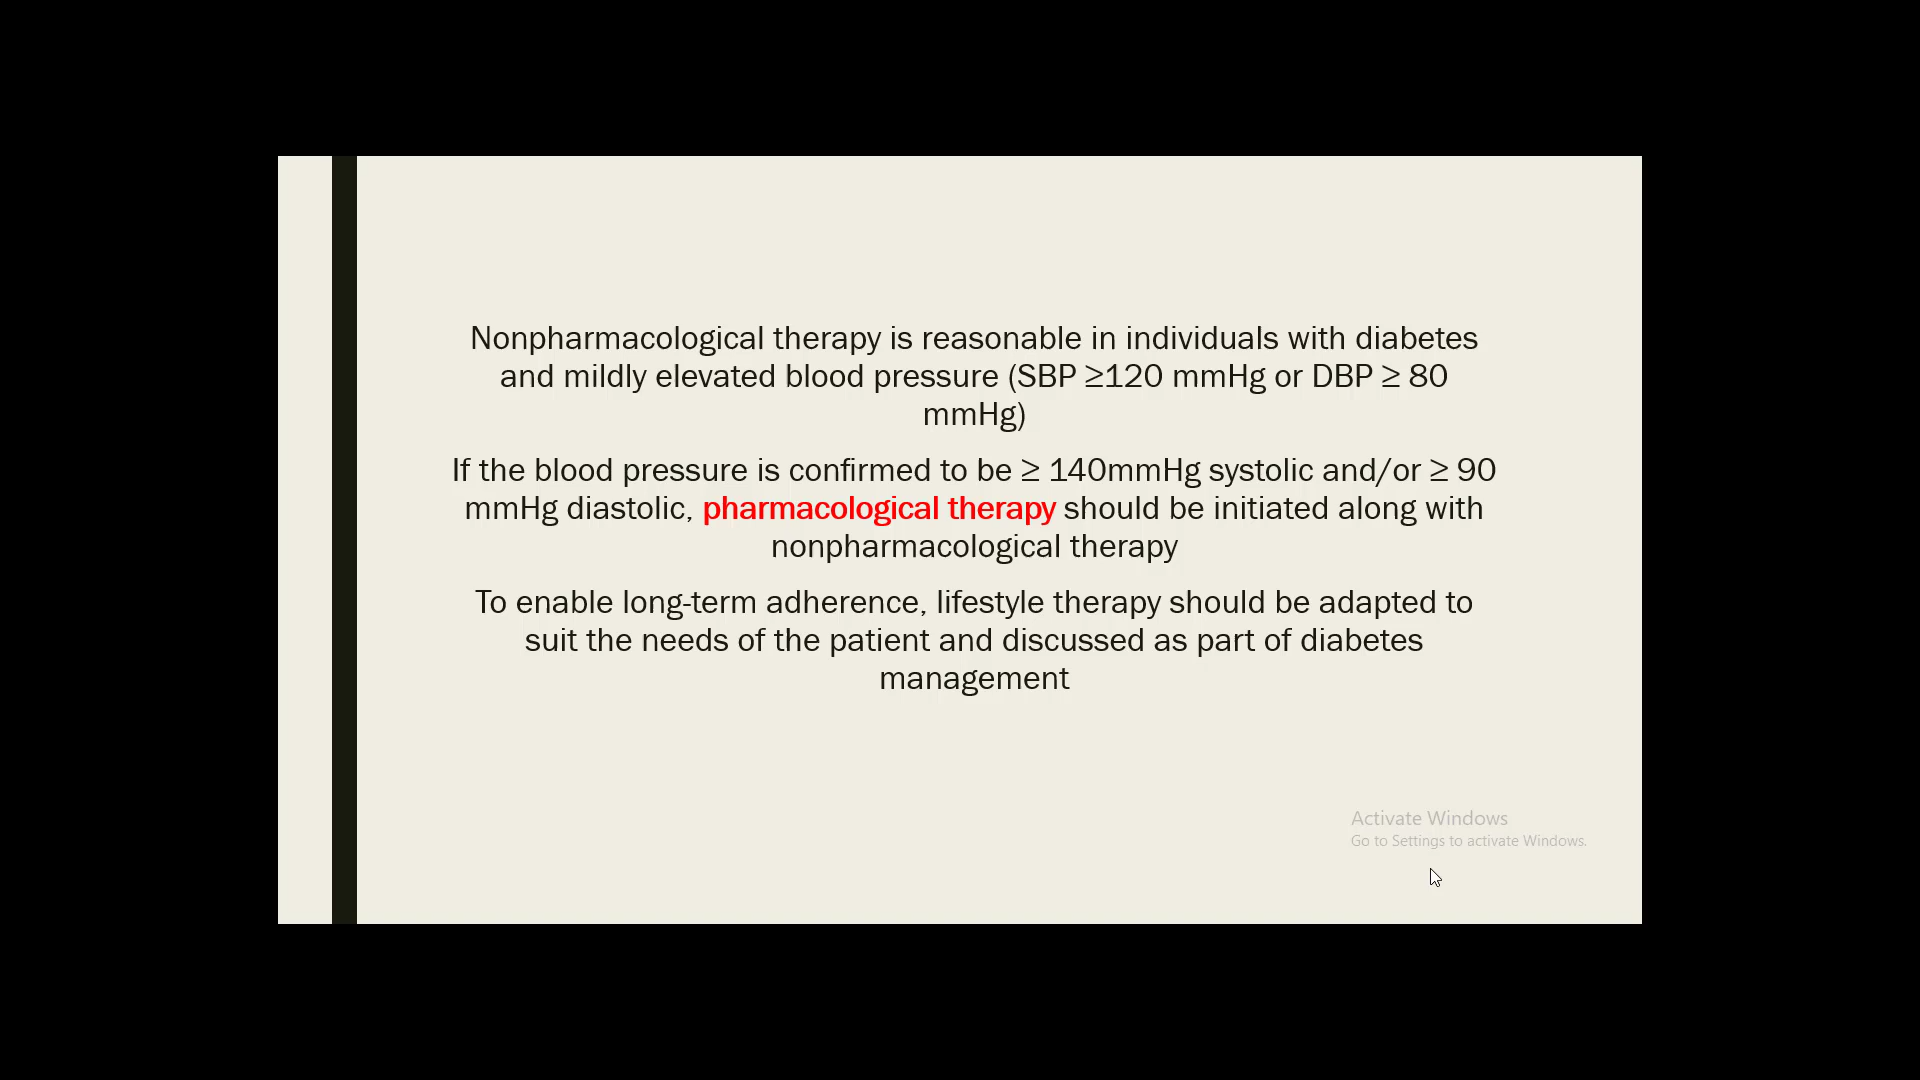 Nonpharmacological therapy is reasonable in individuals with diabetes
and mildly elevated blood pressure (SBP ≥120 mmHg or DBP ≥ 80
mmHg)
If the blood pressure is confirmed to be ≥ 140mmHg systolic and/or ≥ 90
mmHg diastolic, pharmacological therapy should be initiated along with
nonpharmacological therapy
To enable long-term adherence, lifestyle therapy should be adapted to
suit the needs of the patient and discussed as part of diabetes
management
Activate Windows
Go to Settings to activate Windows.